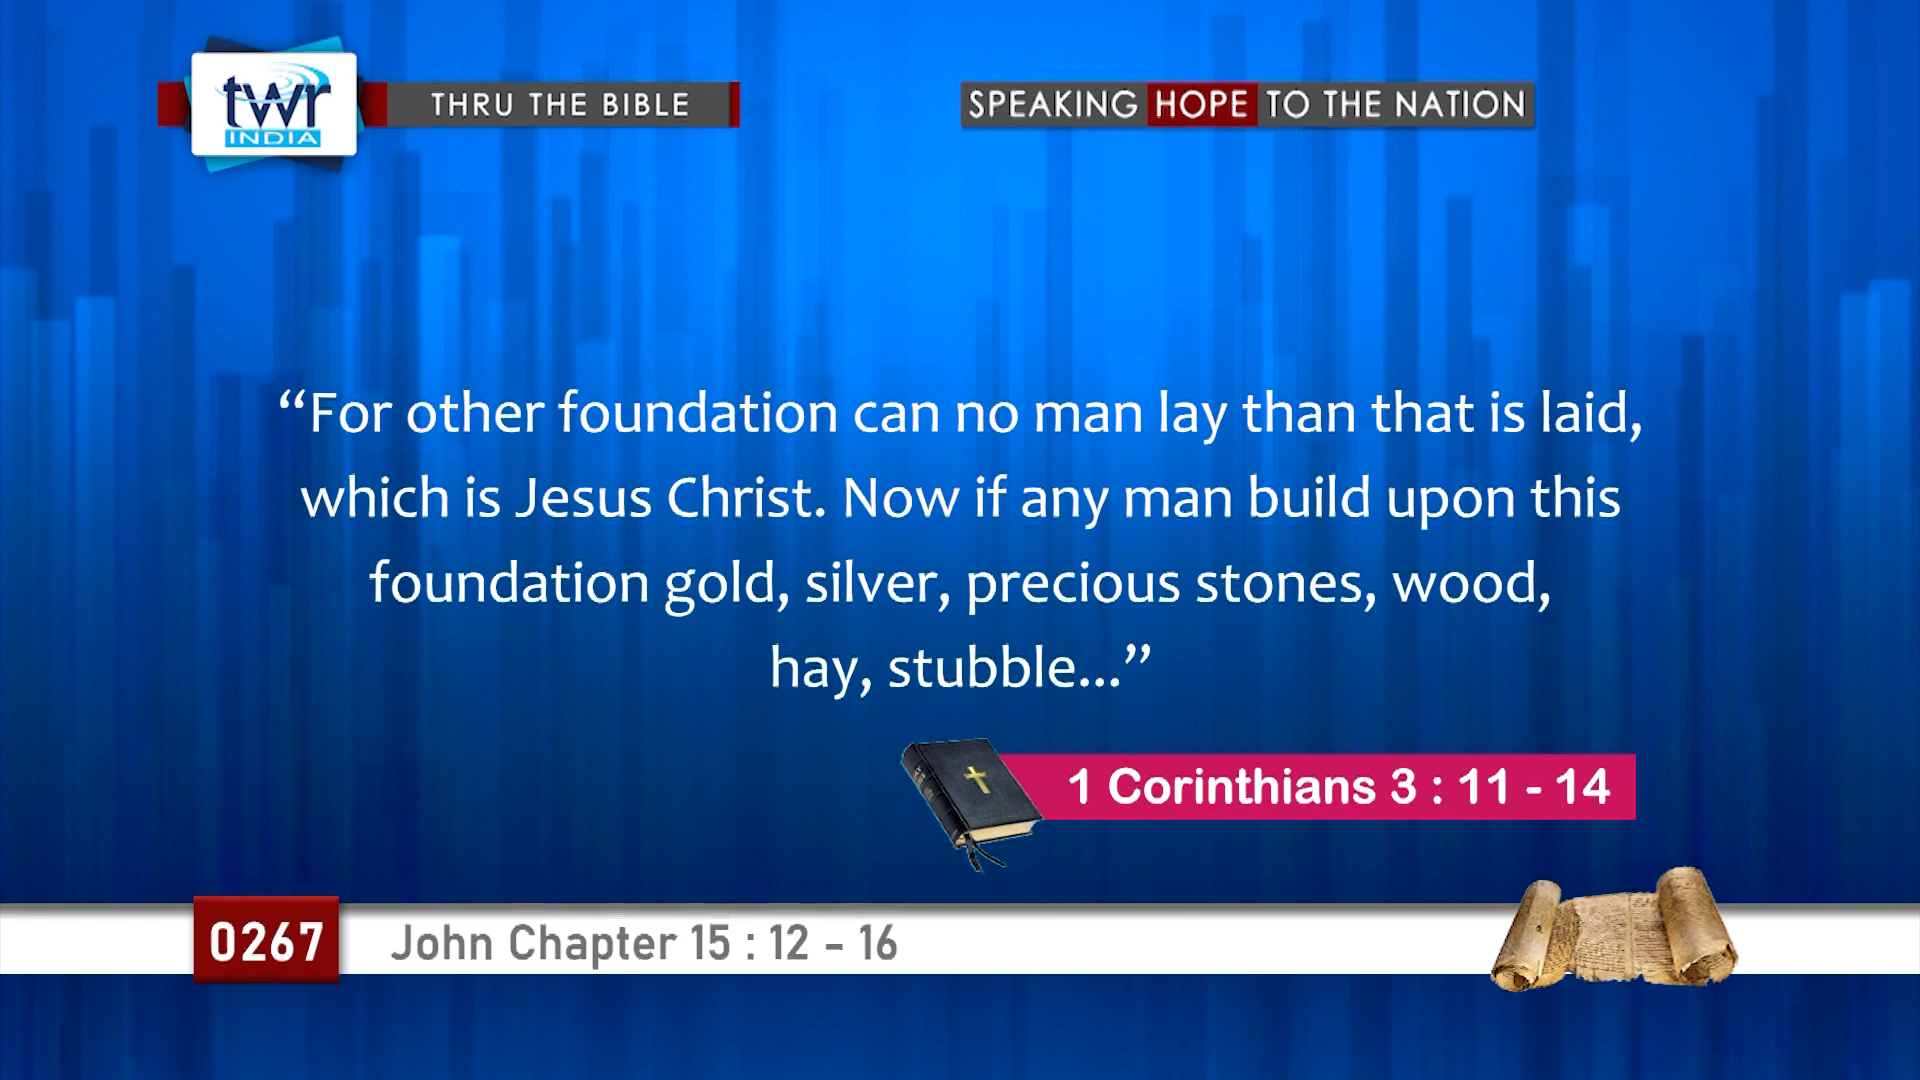 twr
INDIA
THRU THE BIBLE
SPEAKING HOPE TO THE NATION
“For other foundation can no man lay than that is laid,
which is Jesus Christ. Now if any man build upon this
foundation gold, silver, precious stones, wood,
hay, stubble...”
1 Corinthians 3 : 11 - 14
0267
John Chapter 15 : 12 - 16